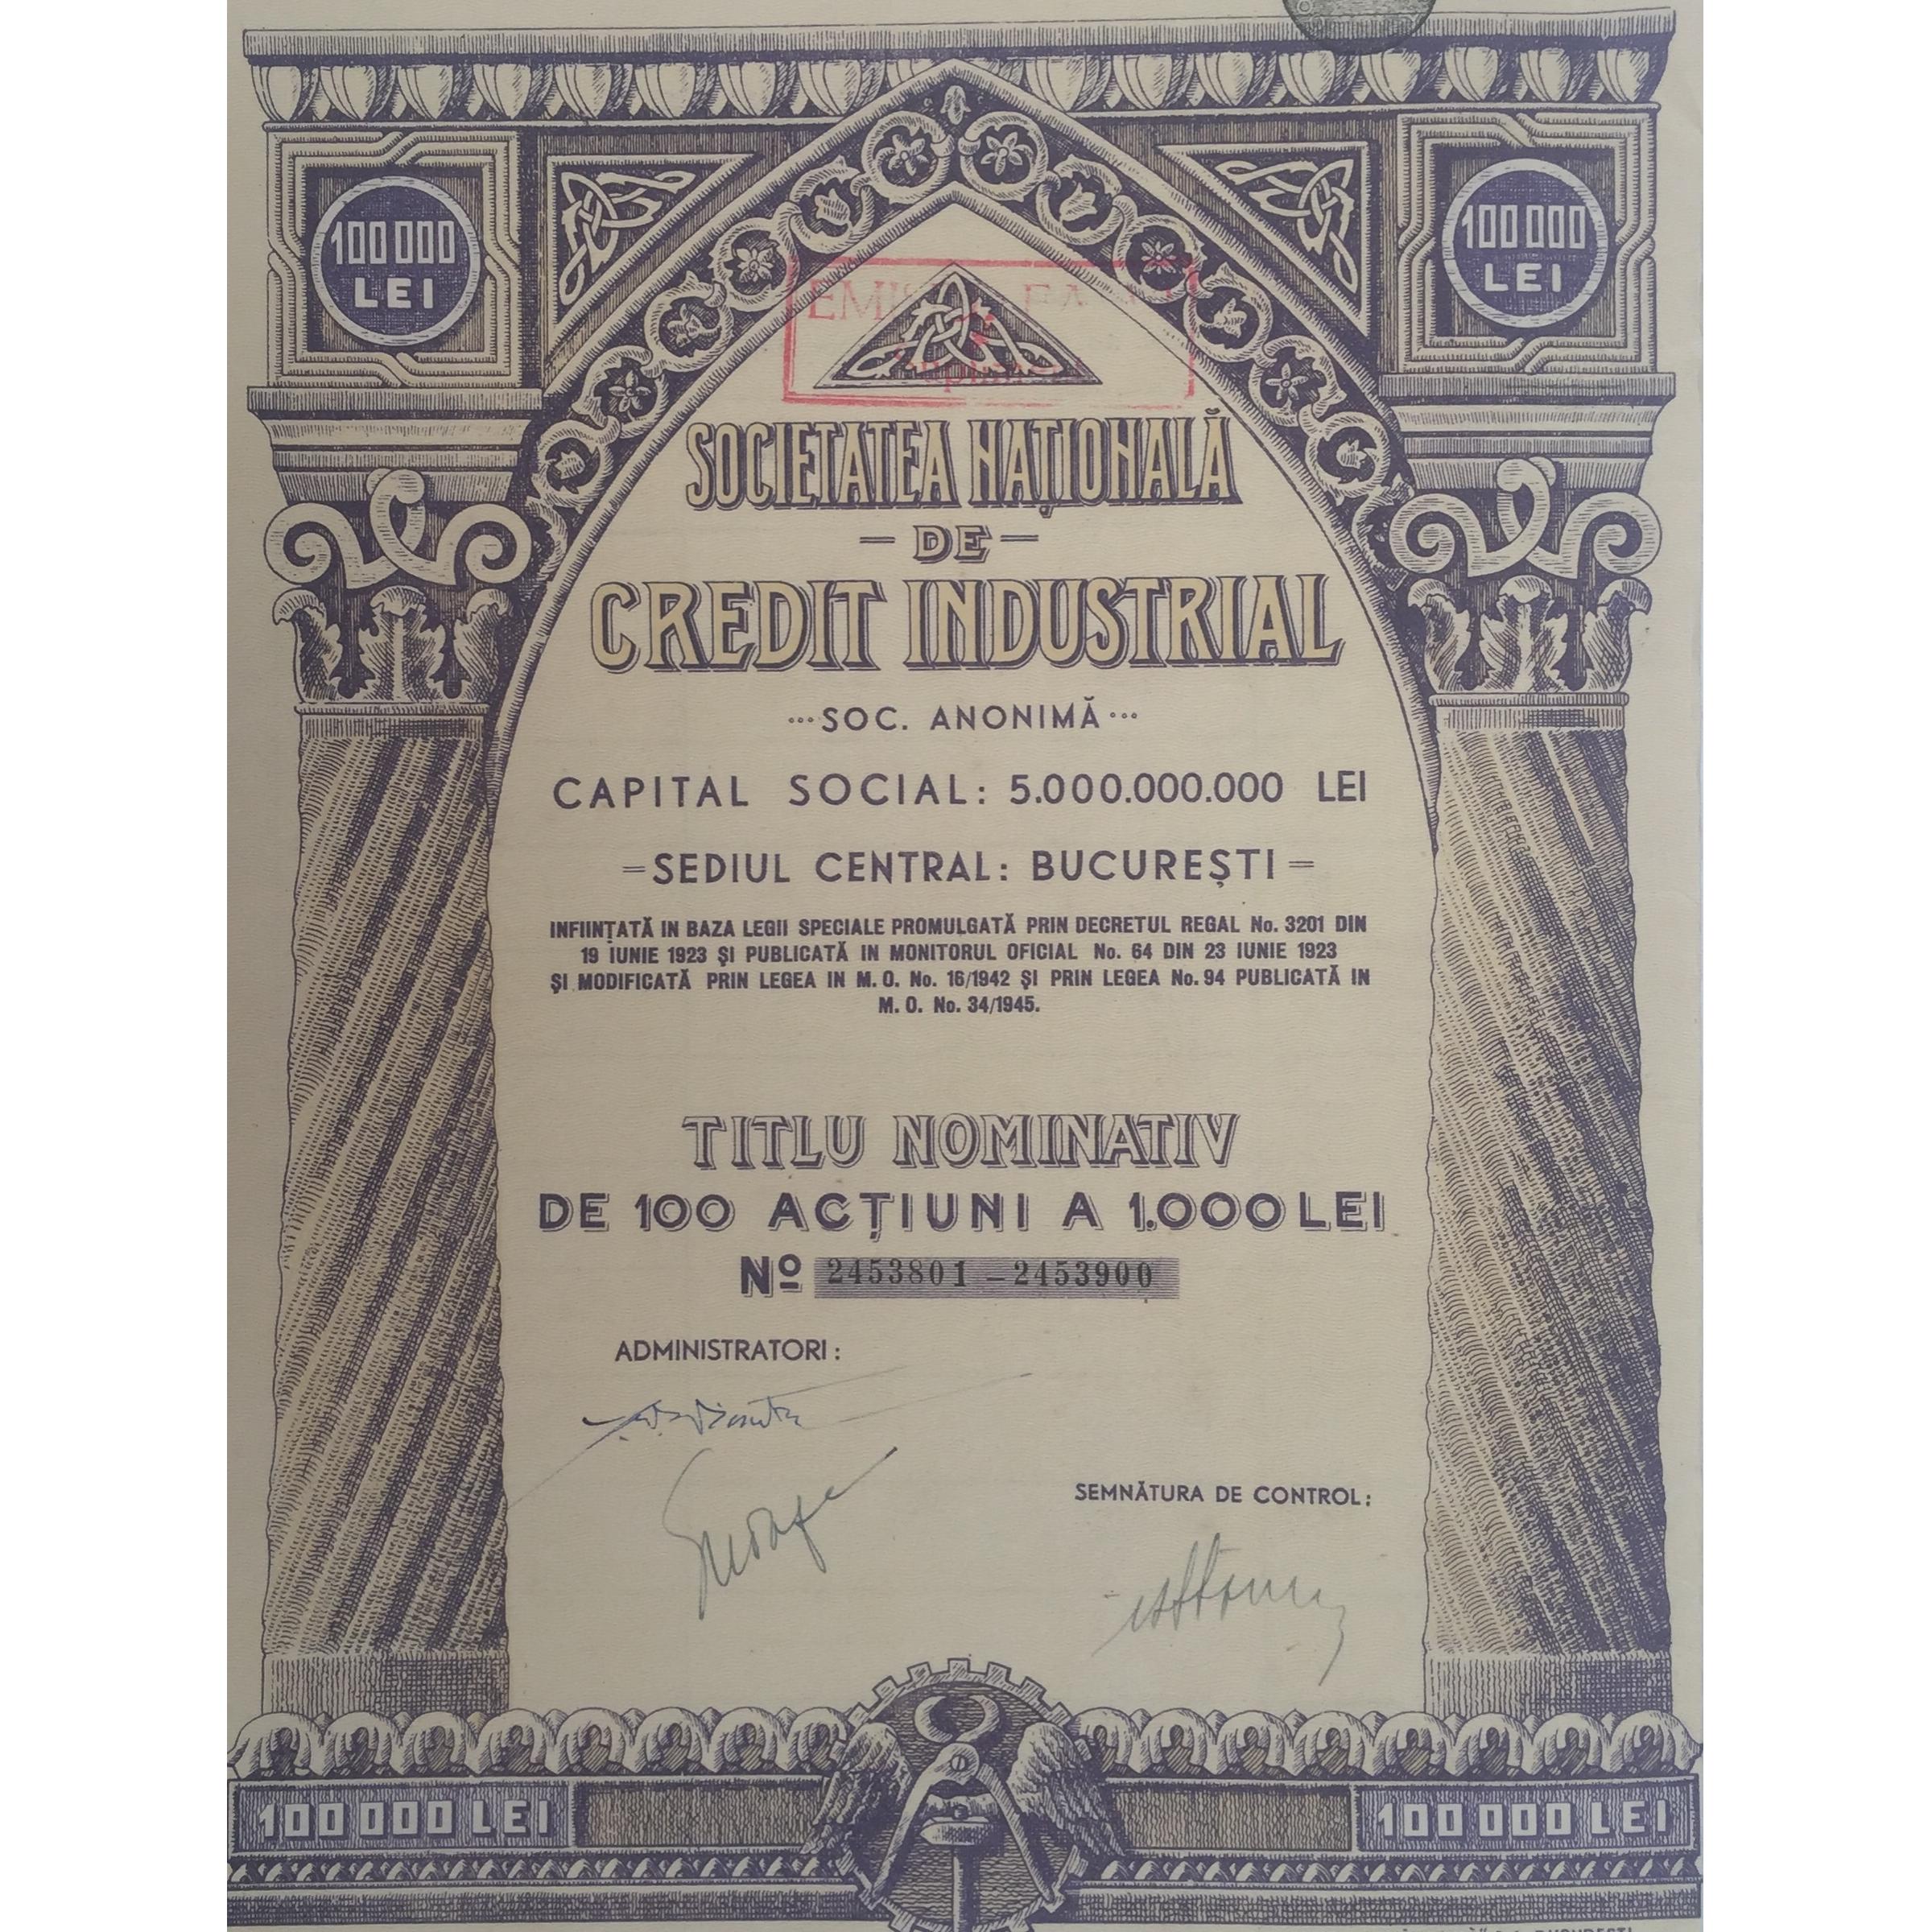 100 000
LEI
100 000
LEI
SOCIETATEA NAȚIONALĂ
— DE —
CREDIT INDUSTRIAL
SOC. ANONIMĂ
CAPITAL SOCIAL: 5.000.000.000 LEI
=SEDIUL CENTRAL: BUCUREȘTI=
INFIINȚATĂ IN BAZA LEGII SPECIALE PROMULGATĂ PRIN DECRETUL REGAL No. 3201 DIN
19 IUNIE 1923 ȘI PUBLICATĂ IN MONITORUL OFICIAL No. 64 DIN 23 IUNIE 1923
ȘI MODIFICATĂ PRIN LEGEA IN M. O. No. 16/1942 ȘI PRIN LEGEA No. 94 PUBLICATĂ IN
M. O. No. 34/1945.
TITLU NOMINATIV
DE 100 ACȚIUNI A 1.000 LEI
Nº 2453801 – 2453900
ADMINISTRATORI:
SEMNĂTURA DE CONTROL:
100 000 LEI
100 000 LEI